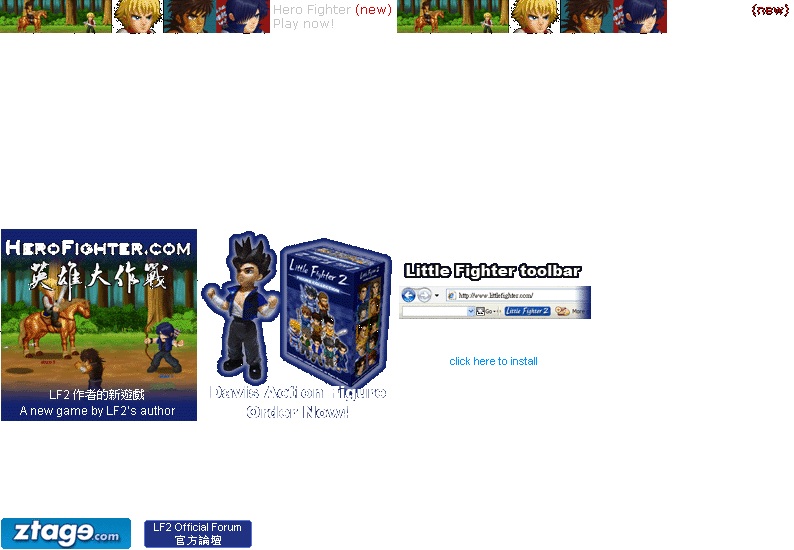 Hero Fighter (new)
Play now!
(new)
HEROFIGHTER.COM
英雄大作戰
LF2 作者的新遊戲
A new game by LF2's author
Little Fighter 2
Davis Action Figure
Order Now!
Little Fighter toolbar
http://www.littlefighter.com/
Go
Little Fighter 2
More
click here to install
ztage.com
LF2 Official Forum
官方論壇